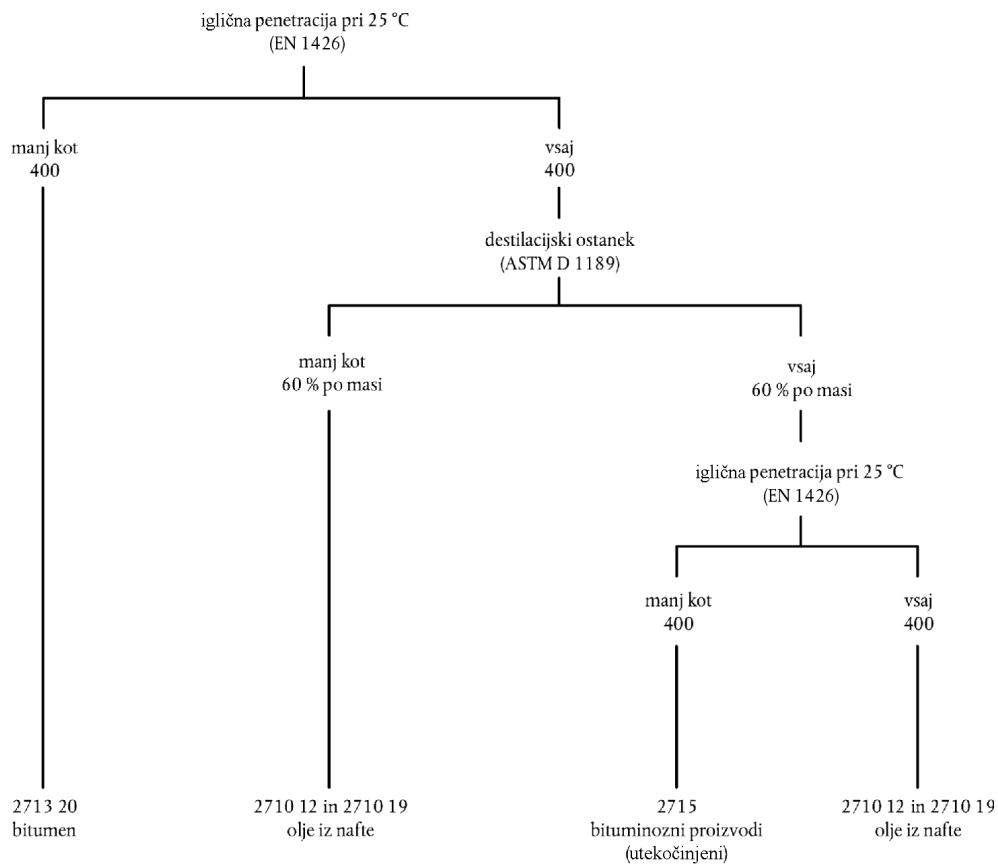 iglična penetracija pri 25 °C
(EN 1426)
manj kot
400
vsaj
400
destilacijski ostanek
(ASTM D 1189)
manj kot
60 % po masi
vsaj
60 % po masi
iglična penetracija pri 25 °C
(EN 1426)
manj kot
400
vsaj
400
2713 20
bitumen
2710 12 in 2710 19
olje iz nafte
2715
bituminozni proizvodi
(utekočinjeni)
2710 12 in 2710 19
olje iz nafte